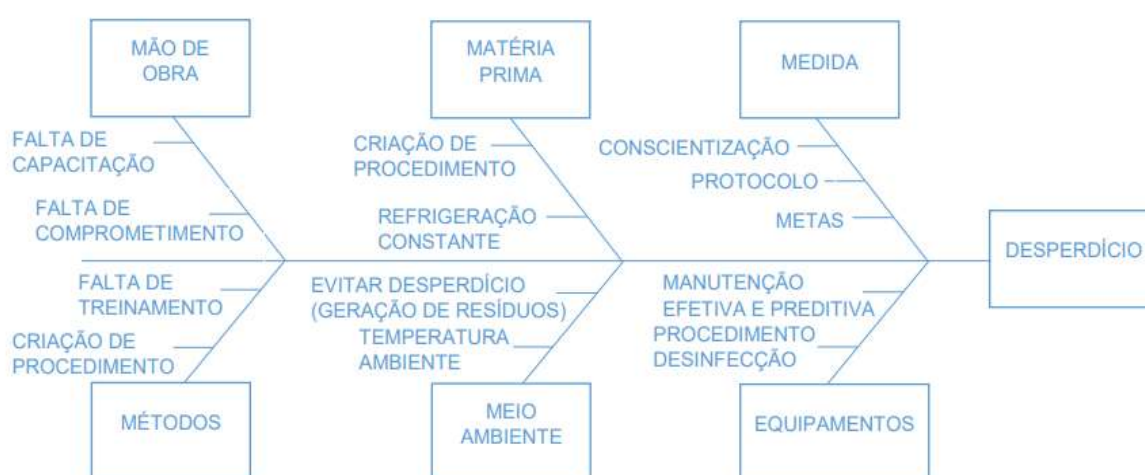 MÃO DE
OBRA
MATÉRIA
PRIMA
MEDIDA
FALTA DE
CAPACITAÇÃO
FALTA DE
COMPROMETIMENTO
CRIAÇÃO DE
PROCEDIMENTO
REFRIGERAÇÃO
CONSTANTE
CONSCIENTIZAÇÃO
PROTOCOLO
METAS
DESPERDÍCIO
FALTA DE
TREINAMENTO
CRIAÇÃO DE
PROCEDIMENTO
EVITAR DESPERDÍCIO
(GERAÇÃO DE RESÍDUOS)
TEMPERATURA
AMBIENTE
MANUTENÇÃO
EFETIVA E PREDITIVA
PROCEDIMENTO
DESINFECÇÃO
MÉTODOS
MEIO
AMBIENTE
EQUIPAMENTOS